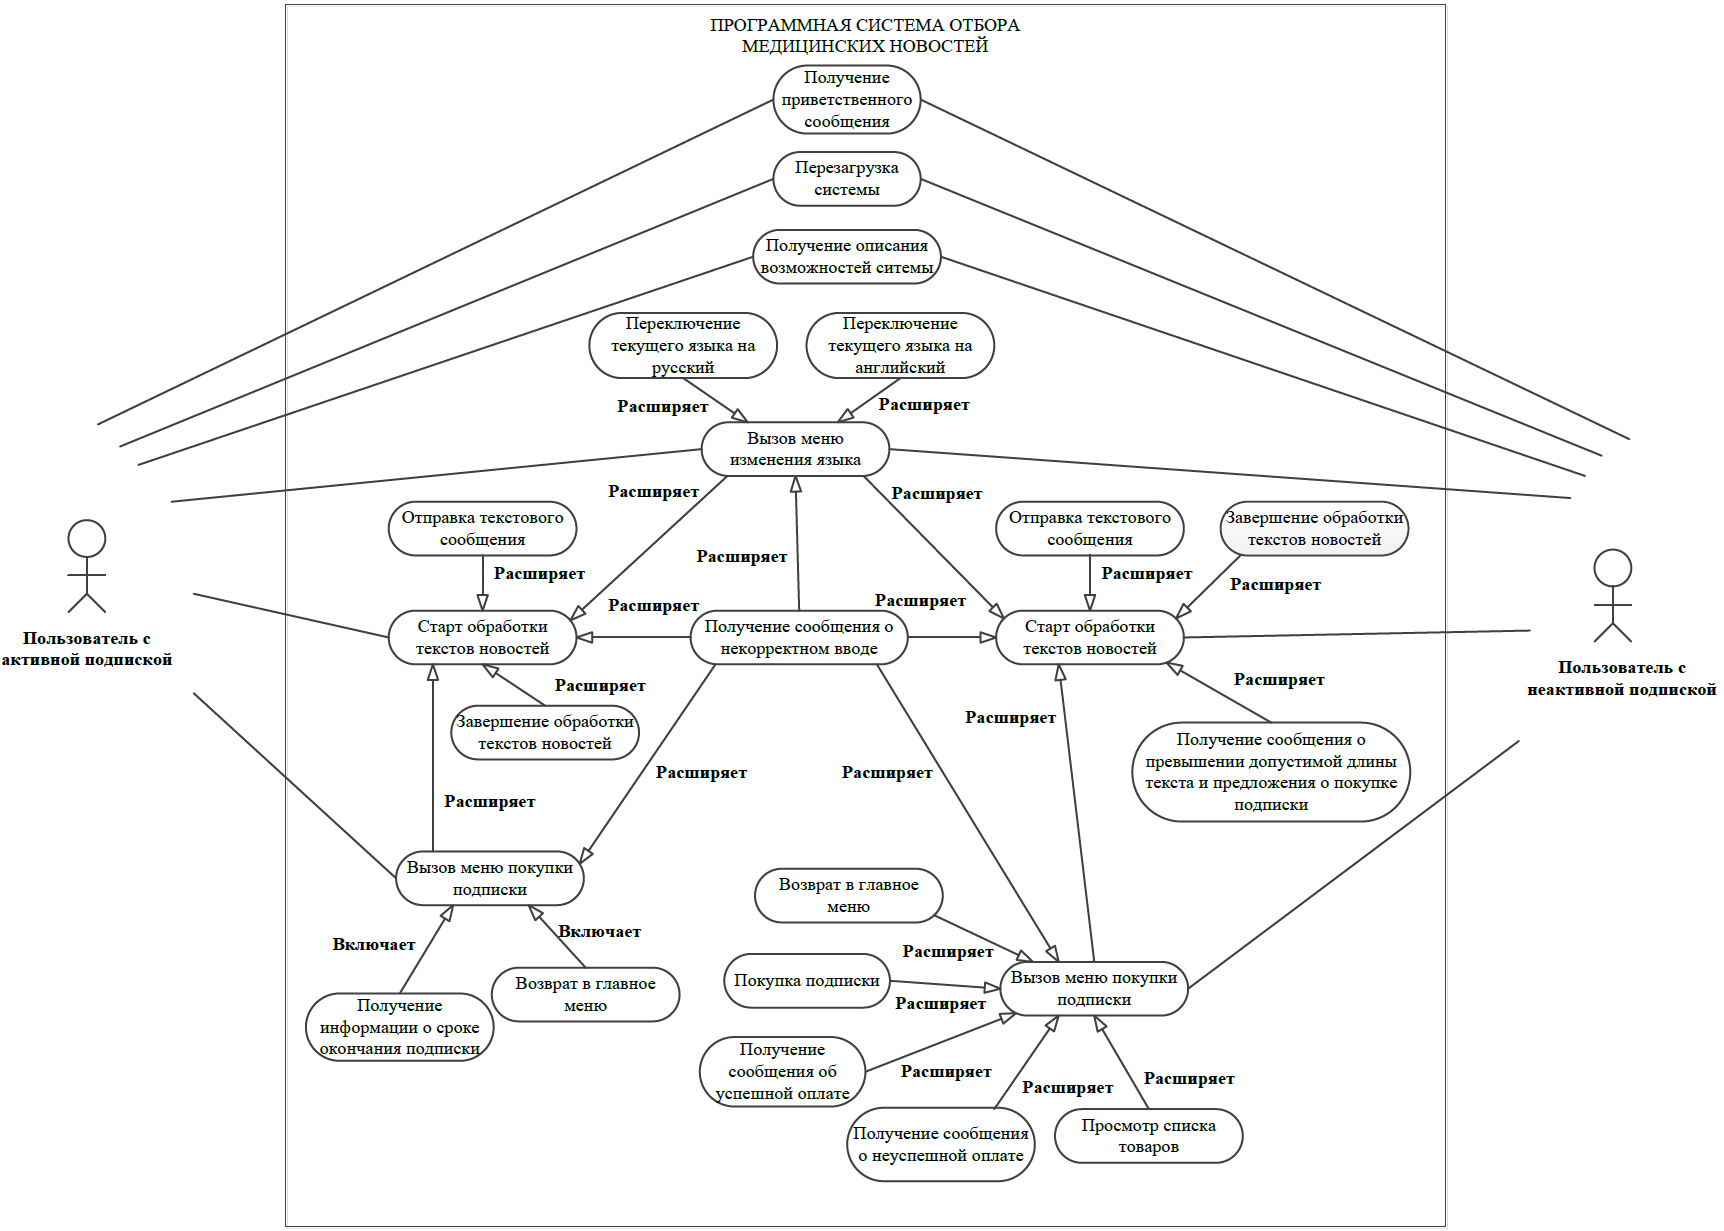 ПРОГРАММНАЯ СИСТЕМА ОТБОРА
МЕДИЦИНСКИХ НОВОСТЕЙ
Получение
приветственного
сообщения
Перезагрузка
системы
Получение описания
возможностей ситемы
Переключение
текущего языка на
русский
Переключение
текущего языка на
английский
Расширяет
Расширяет
Вызов меню
изменения языка
Расширяет
Расширяет
Отправка текстового
сообщения
Отправка текстового
сообщения
Завершение обработки
текстов новостей
Расширяет
Расширяет
Расширяет
Расширяет
Расширяет
Расширяет
Старт обработки
текстов новостей
Получение сообщения о
некорректном вводе
Старт обработки
текстов новостей
Пользователь с
активной подпиской
Пользователь с
неактивной подпиской
Расширяет
Расширяет
Завершение обработки
текстов новостей
Расширяет
Получение сообщения о
превышении допустимой длины
текста и предложения о покупке
подписки
Расширяет
Расширяет
Расширяет
Вызов меню покупки
подписки
Возврат в главное
меню
Включает
Включает
Расширяет
Получение
информации о сроке
окончания подписки
Возврат в главное
меню
Покупка подписки
Вызов меню покупки
подписки
Расширяет
Получение
сообщения об
успешной оплате
Расширяет
Расширяет
Расширяет
Получение сообщения
о неуспешной оплате
Просмотр списка
товаров